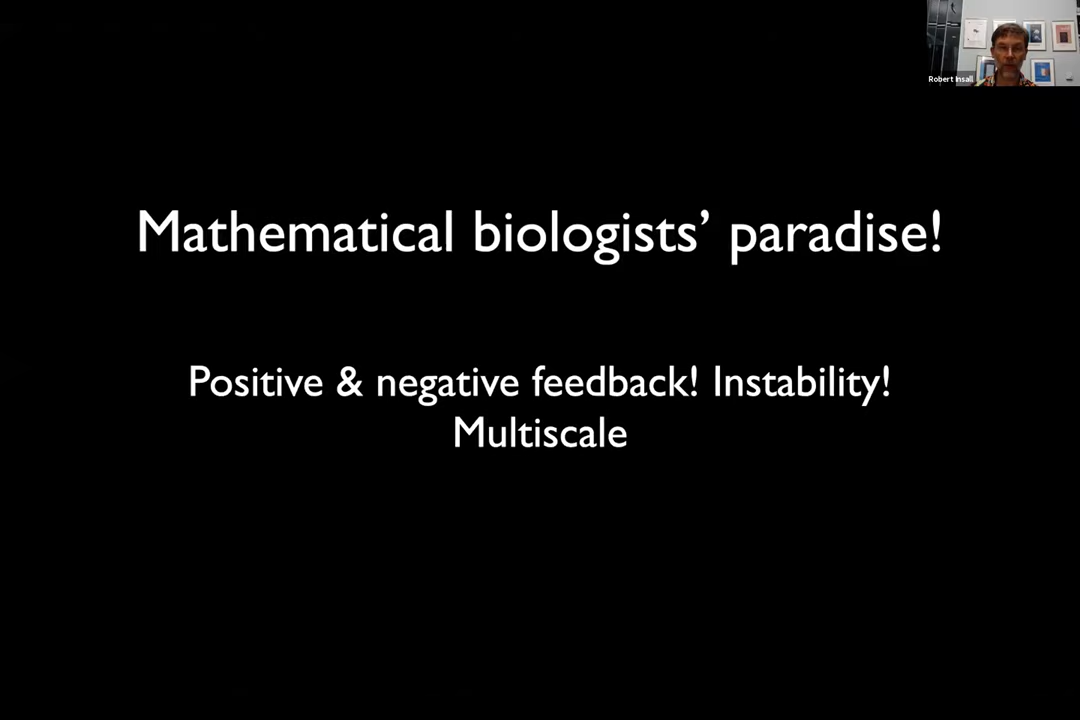 Robert Insall
Mathematical biologists’ paradise!
Positive & negative feedback! Instability!
Multiscale